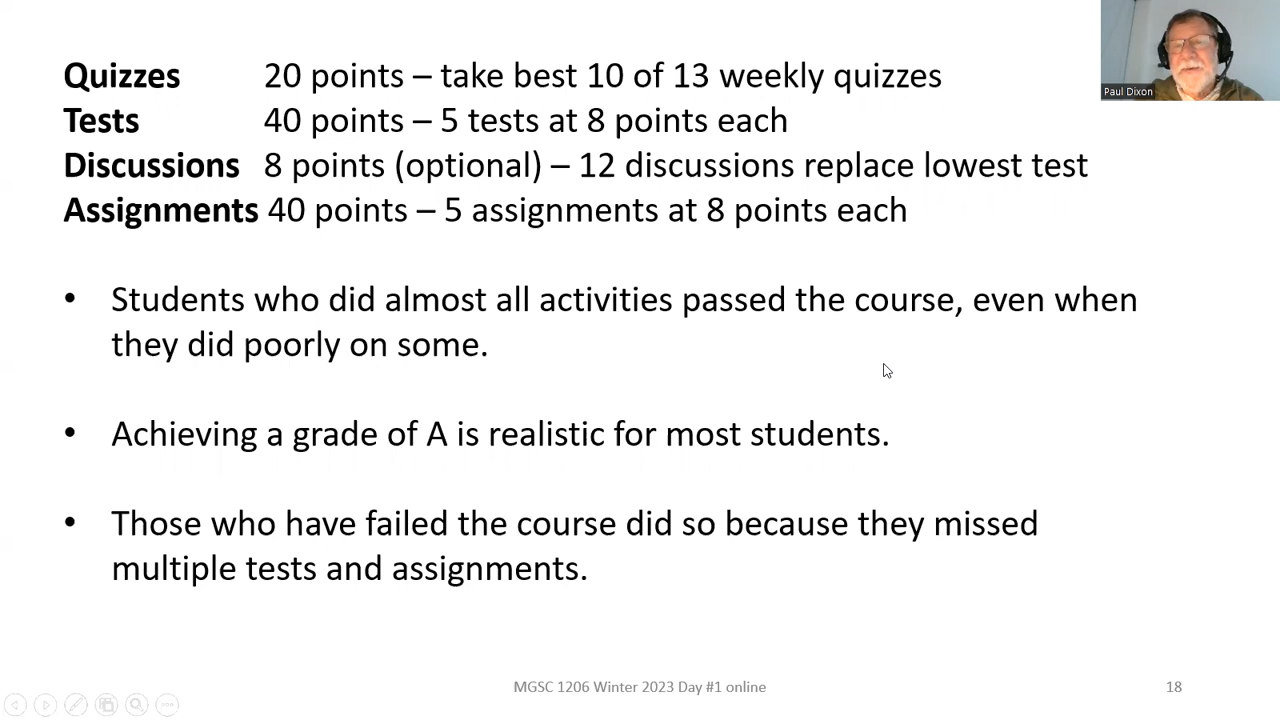 Paul Dixon
Quizzes 20 points – take best 10 of 13 weekly quizzes
Tests 40 points – 5 tests at 8 points each
Discussions 8 points (optional) – 12 discussions replace lowest test
Assignments 40 points – 5 assignments at 8 points each
• Students who did almost all activities passed the course, even when
they did poorly on some.
• Achieving a grade of A is realistic for most students.
• Those who have failed the course did so because they missed
multiple tests and assignments.
MGSC 1206 Winter 2023 Day #1 online
18